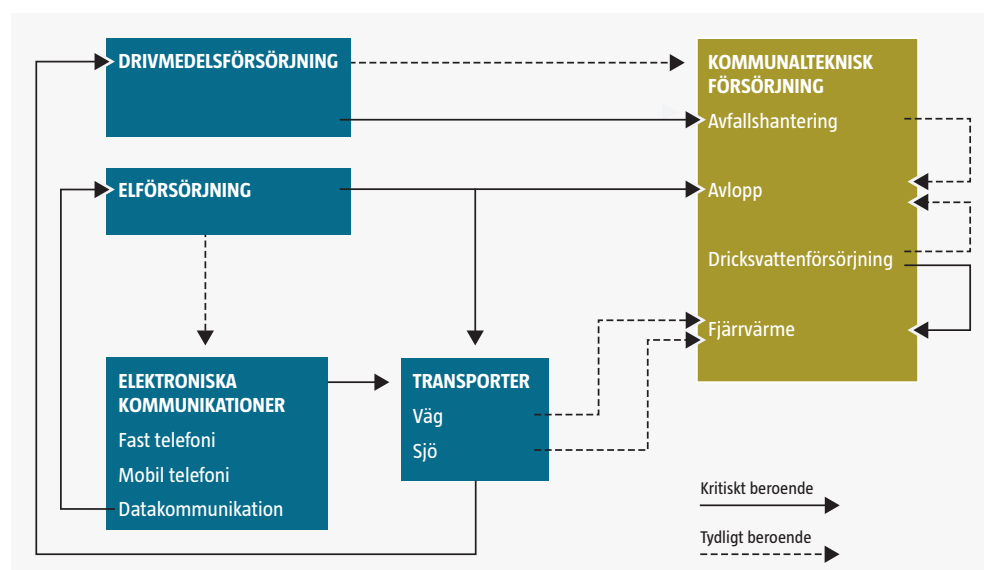 DRIVMEDELSFÖRSÖRJNING
KOMMUNALTEKNISK
FÖRSÖRJNING
Avfallshantering
ELFÖRSÖRJNING
Avlopp
Dricksvattenförsörjning
Fjärrvärme
ELEKTRONISKA
KOMMUNIKATIONER
Fast telefoni
Mobil telefoni
Datakommunikation
TRANSPORTER
Väg
Sjö
Kritiskt beroende
Tydligt beroende